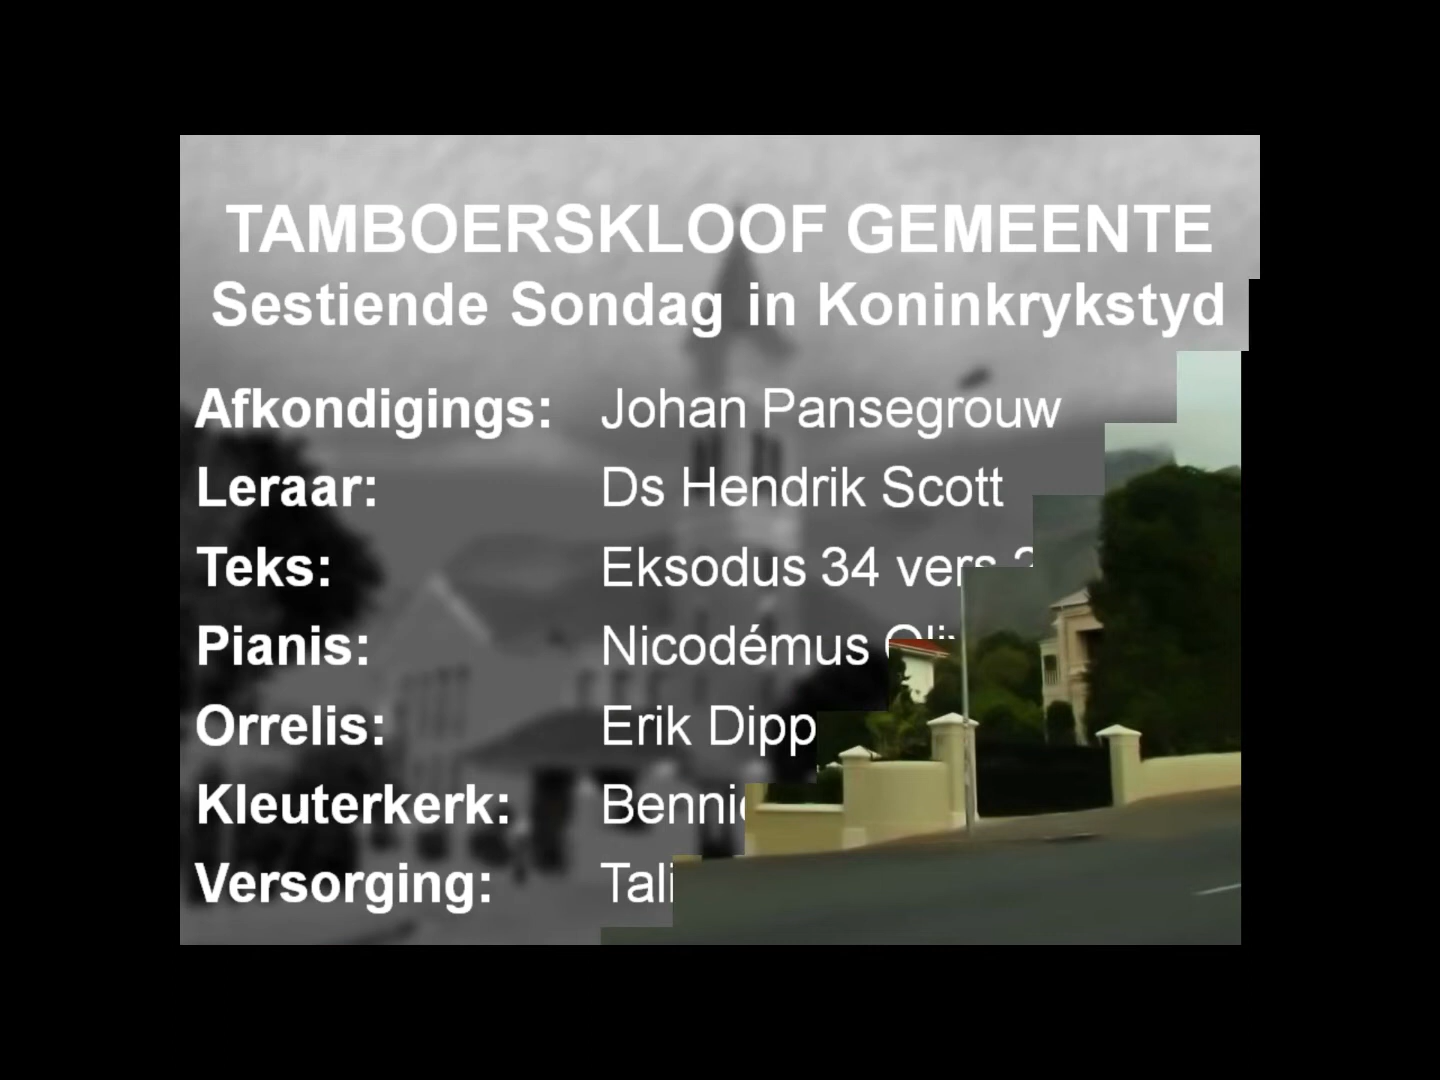 TAMBOERSKLOOF GEMEENTE
Sestiende Sondag in Koninkrykstyd
Afkondigings: Johan Pansegrouw
Leraar: Ds Hendrik Scott
Teks: Eksodus 34 vers
Pianis: Nicodémus
Orrelis: Erik Dipp
Kleuterkerk:
Versorging: